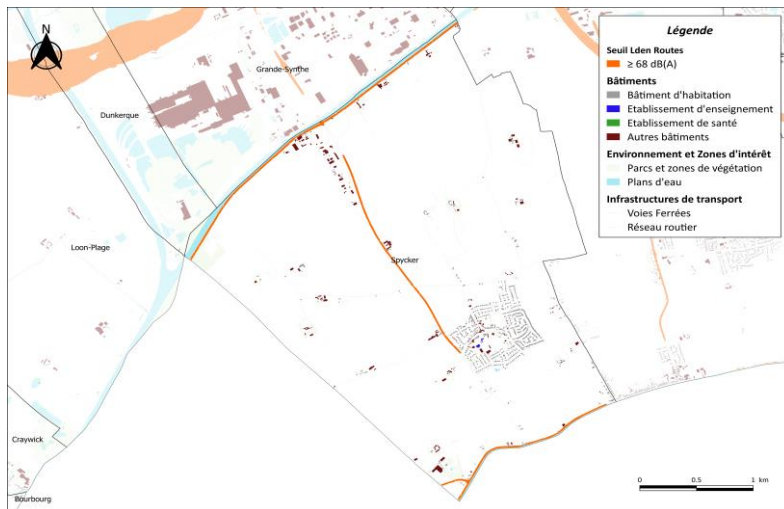 N
Grande-Synthe
Dunkerque
Loon-Plage
Spycker
Craywick
Bourbourg
Légende
Seuil Lden Routes
≥ 68 dB(A)
Bâtiments
Bâtiment d'habitation
Etablissement d'enseignement
Etablissement de santé
Autres bâtiments
Environnement et Zones d'intérêt
Parcs et zones de végétation
Plans d'eau
Infrastructures de transport
Voies Ferrées
Réseau routier
0 0.5 1 km